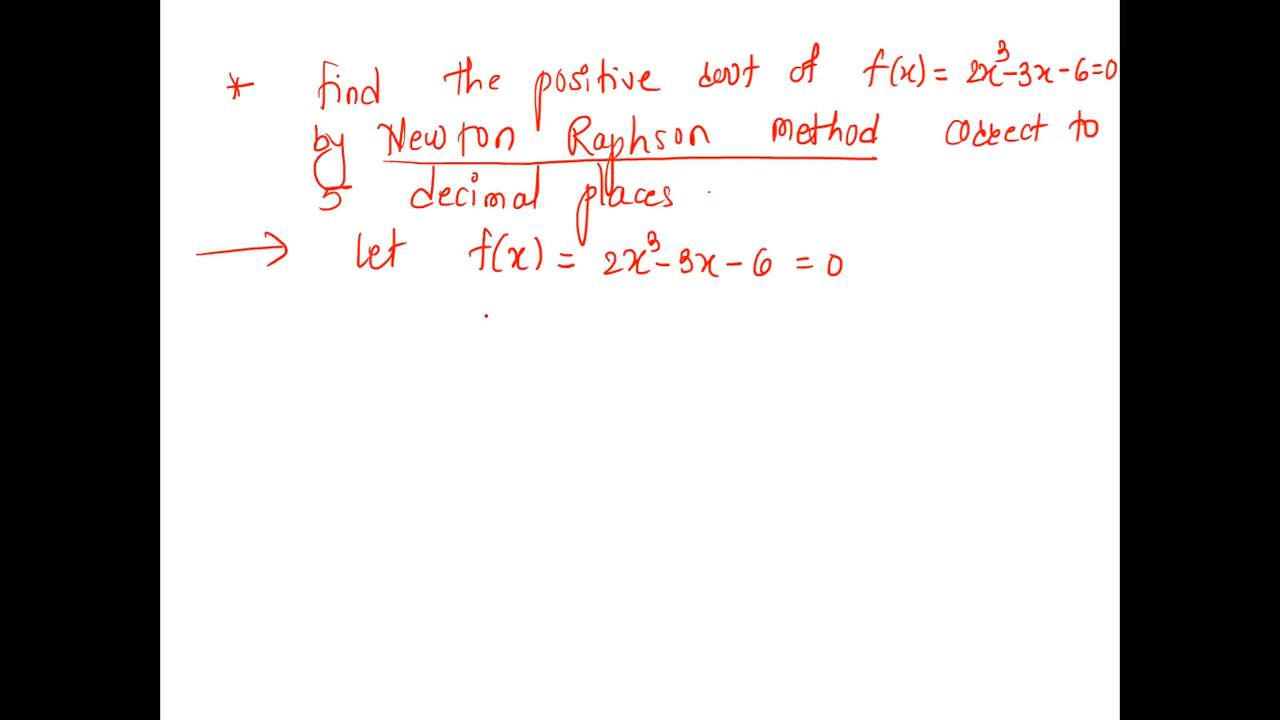 * find the positive root of f(x) = 2x³-3x-6=0
by Newton Raphson method correct to
5 decimal places.
→ let f(x) = 2x³-3x-6 = 0